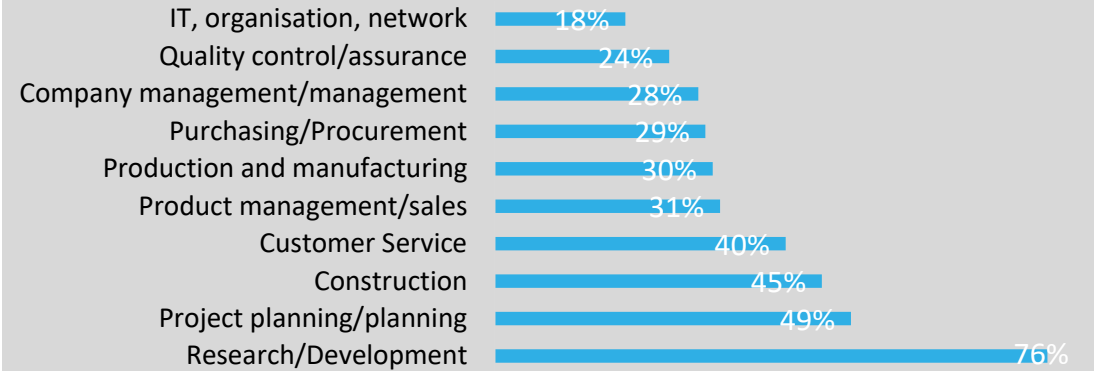 IT, organisation, network 18%
Quality control/assurance 24%
Company management/management 28%
Purchasing/Procurement 29%
Production and manufacturing 30%
Product management/sales 31%
Customer Service 40%
Construction 45%
Project planning/planning 49%
Research/Development 76%